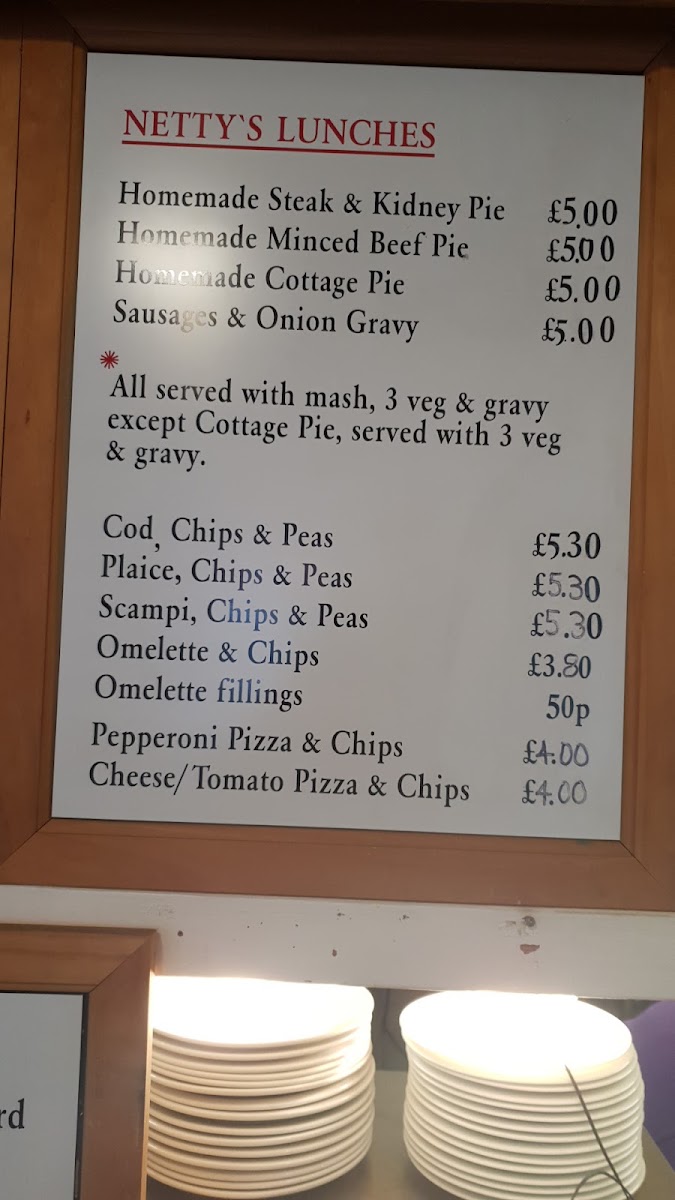 NETTY`S LUNCHES
Homemade Steak & Kidney Pie £5.00
Homemade Minced Beef Pie £5.00
Homemade Cottage Pie £5.00
Sausages & Onion Gravy £5.00
*
All served with mash, 3 veg & gravy
except Cottage Pie, served with 3 veg
& gravy.
Cod, Chips & Peas £5.30
Plaice, Chips & Peas £5.30
Scampi, Chips & Peas £5.30
Omelette & Chips £3.80
Omelette fillings 50p
Pepperoni Pizza & Chips £4.00
Cheese/Tomato Pizza & Chips £4.00
rd